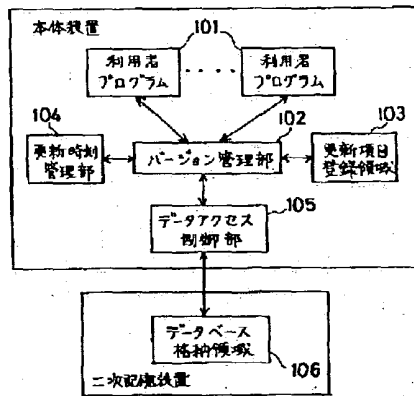 本体装置
101
利用者
プログラム
利用者
プログラム
104
102
103
更新時刻
管理部
バージョン管理部
更新項目
登録領域
105
データアクセス
制御部
データベース
格納領域
106
二次記憶装置